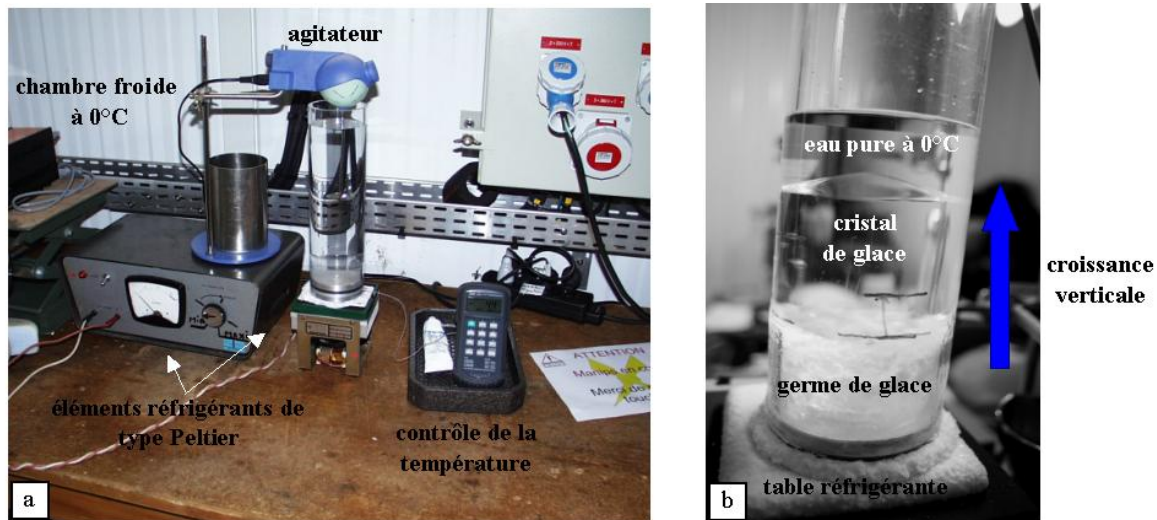 agitateur
chambre froide
à 0°C
éléments réfrigérants de
type Peltier
contrôle de la
température
ATTENTION
a
eau pure à 0°C
cristal
de glace
germe de glace
table réfrigérante
b
croissance
verticale